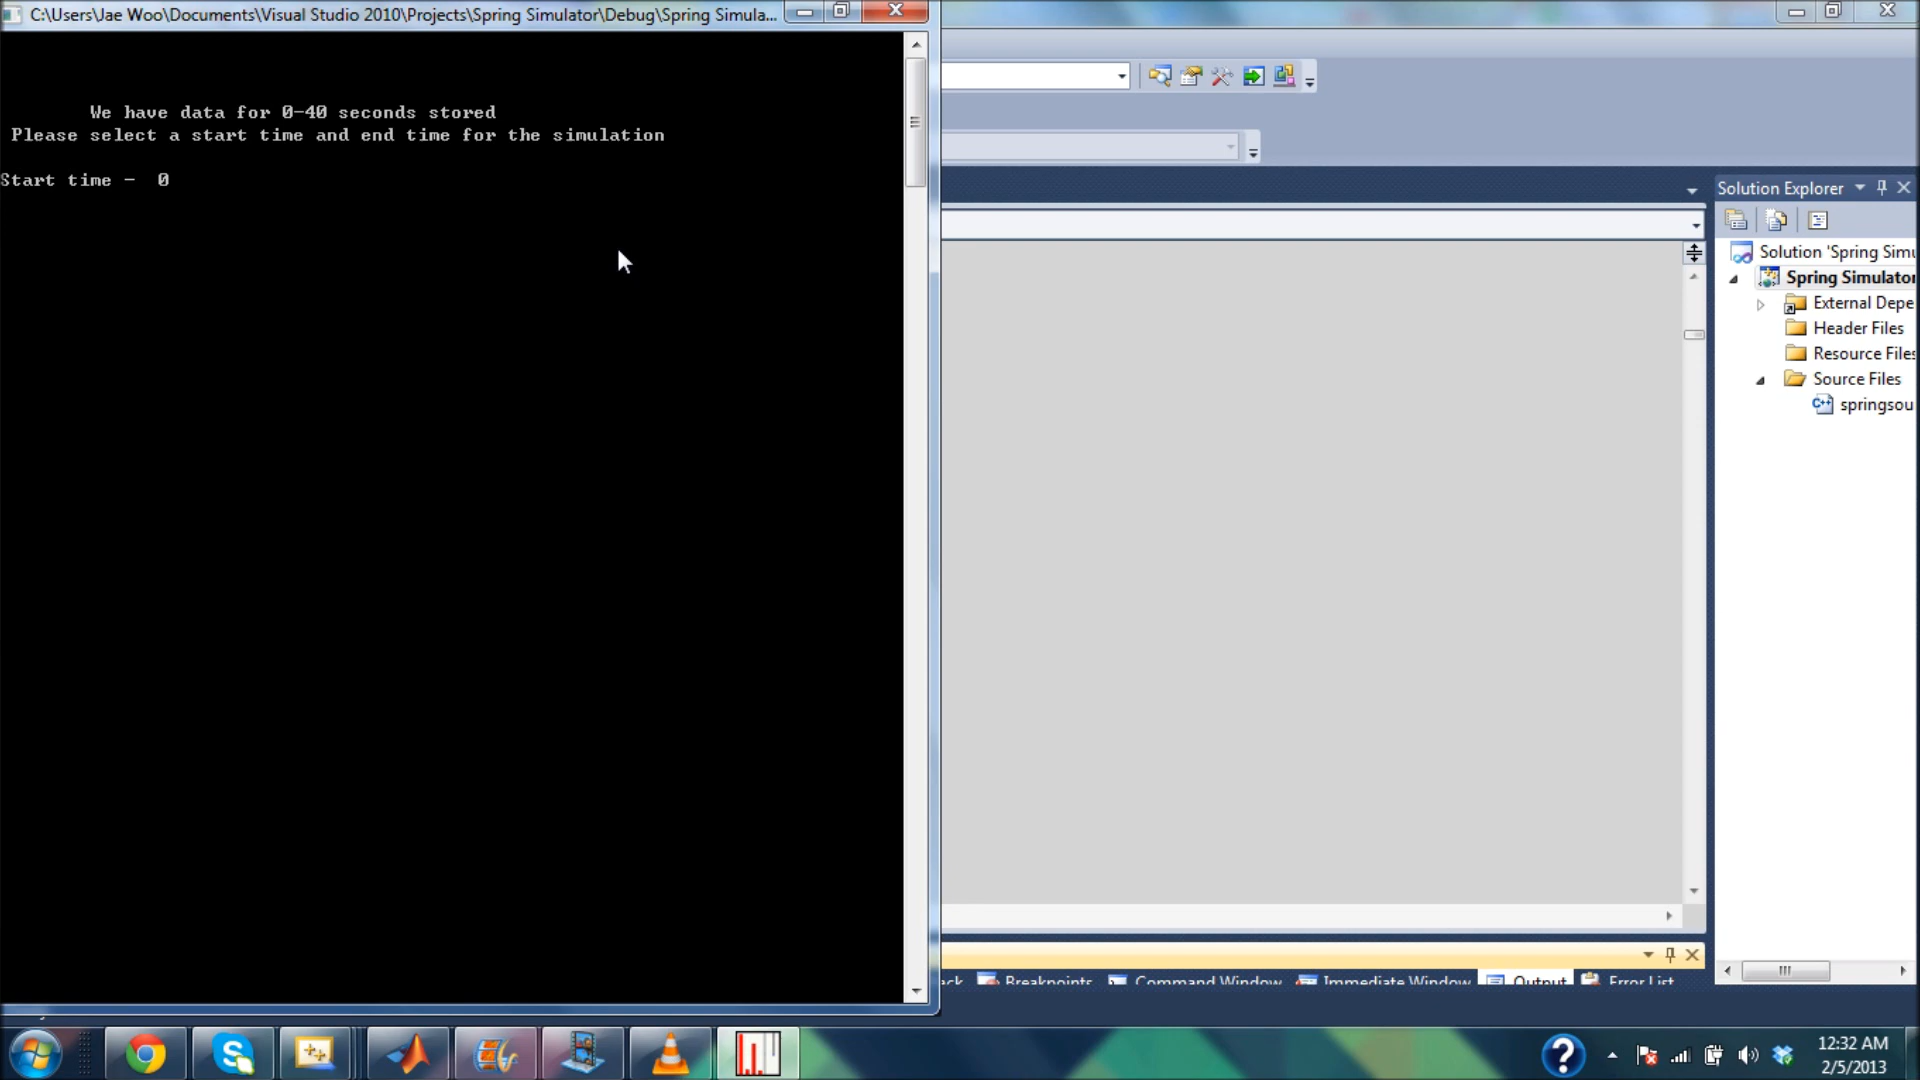 C:\Users\Jae Woo\Documents\Visual Studio 2010\Projects\Spring Simulator\Debug\Spring Simula...
We have data for 0-40 seconds stored
Please select a start time and end time for the simulation
Start time - 0
Solution Explorer
Solution 'Spring Simu
Spring Simulator
External Depe
Header Files
Resource Files
Source Files
springsou
ack
Breakpoints
Command Window
Immediate Window
Output
Error List
12:32 AM
2/5/2013